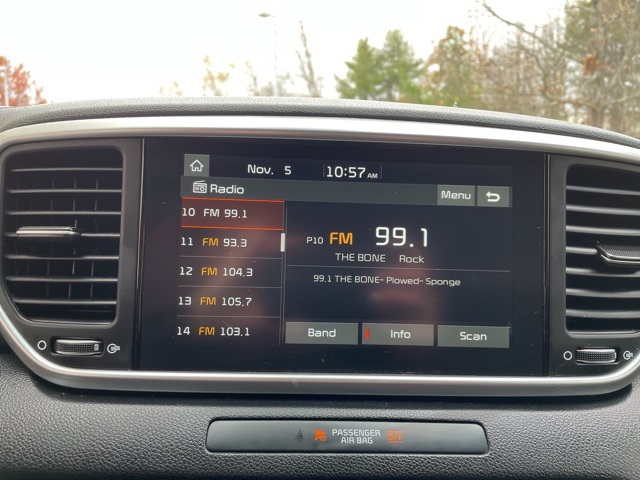 Nov. 5 10:57 AM
Radio Menu
10 FM 99.1
11 FM 93.3
12 FM 104.3
13 FM 105.7
14 FM 103.1
P10 FM 99.1
THE BONE Rock
99.1 THE BONE- Plowed- Sponge
Band Info Scan
PASSENGER
AIR BAG